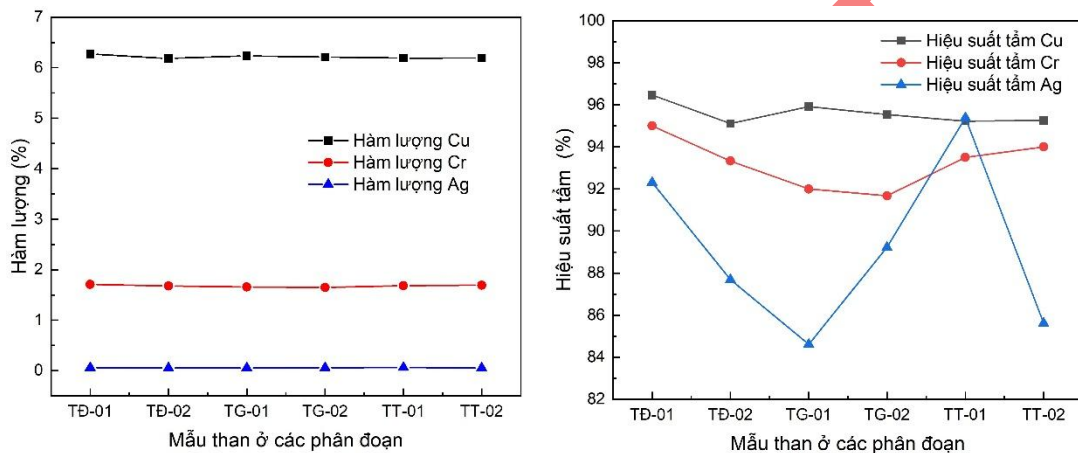 7
6
5
4
3
2
1
0
Hàm lượng (%)
Hàm lượng Cu
Hàm lượng Cr
Hàm lượng Ag
TĐ-01 TĐ-02 TG-01 TG-02 TT-01 TT-02
Mẫu than ở các phân đoạn
100
98
96
94
92
90
88
86
84
82
Hiệu suất tẩm (%)
Hiệu suất tẩm Cu
Hiệu suất tẩm Cr
Hiệu suất tẩm Ag
TĐ-01 TĐ-02 TG-01 TG-02 TT-01 TT-02
Mẫu than ở các phân đoạn